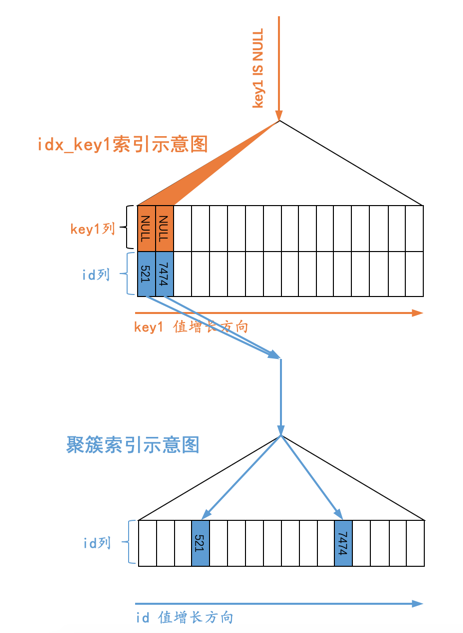 key1 IS NULL
idx_key1索引示意图
key1列
NULL
NULL
id列
521
7474
key1 值增长方向
聚簇索引示意图
id列
521
7474
id 值增长方向